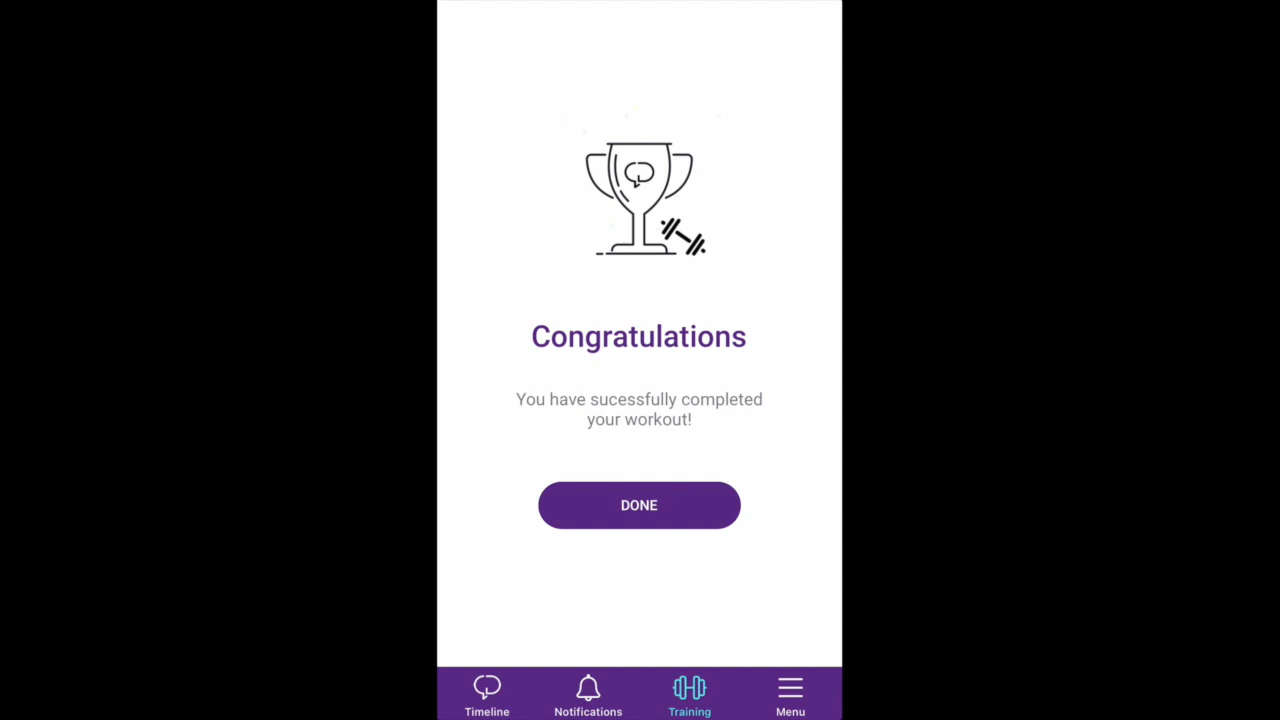 Congratulations
You have sucessfully completed
your workout!
DONE
Timeline
Notifications
Training
Menu